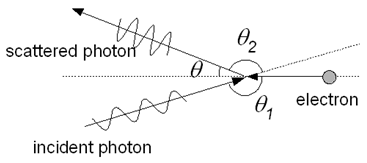 θ₂
scattered photon
θ
θ₁
electron
incident photon